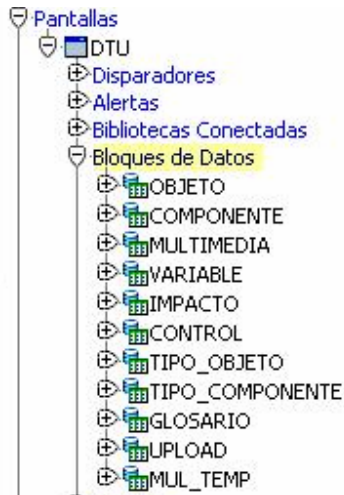 Pantallas
DTU
Disparadores
Alertas
Bibliotecas Conectadas
Bloques de Datos
OBJETO
COMPONENTE
MULTIMEDIA
VARIABLE
IMPACTO
CONTROL
TIPO_OBJETO
TIPO_COMPONENTE
GLOSARIO
UPLOAD
MUL_TEMP